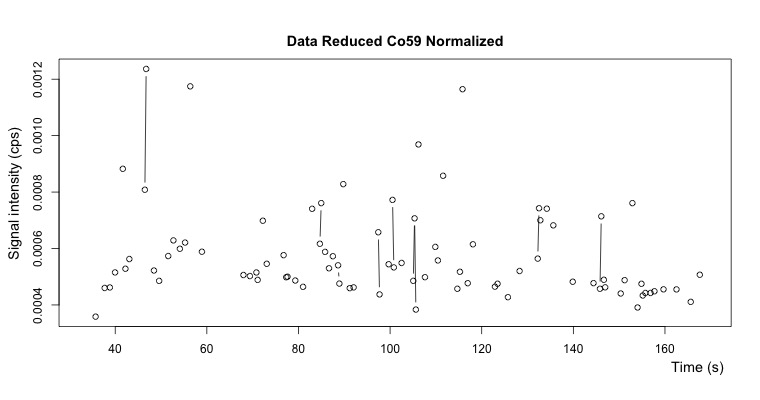 Data Reduced Co59 Normalized
Signal intensity (cps)
0.0012
0.0010
0.0008
0.0006
0.0004
40 60 80 100 120 140 160
Time (s)